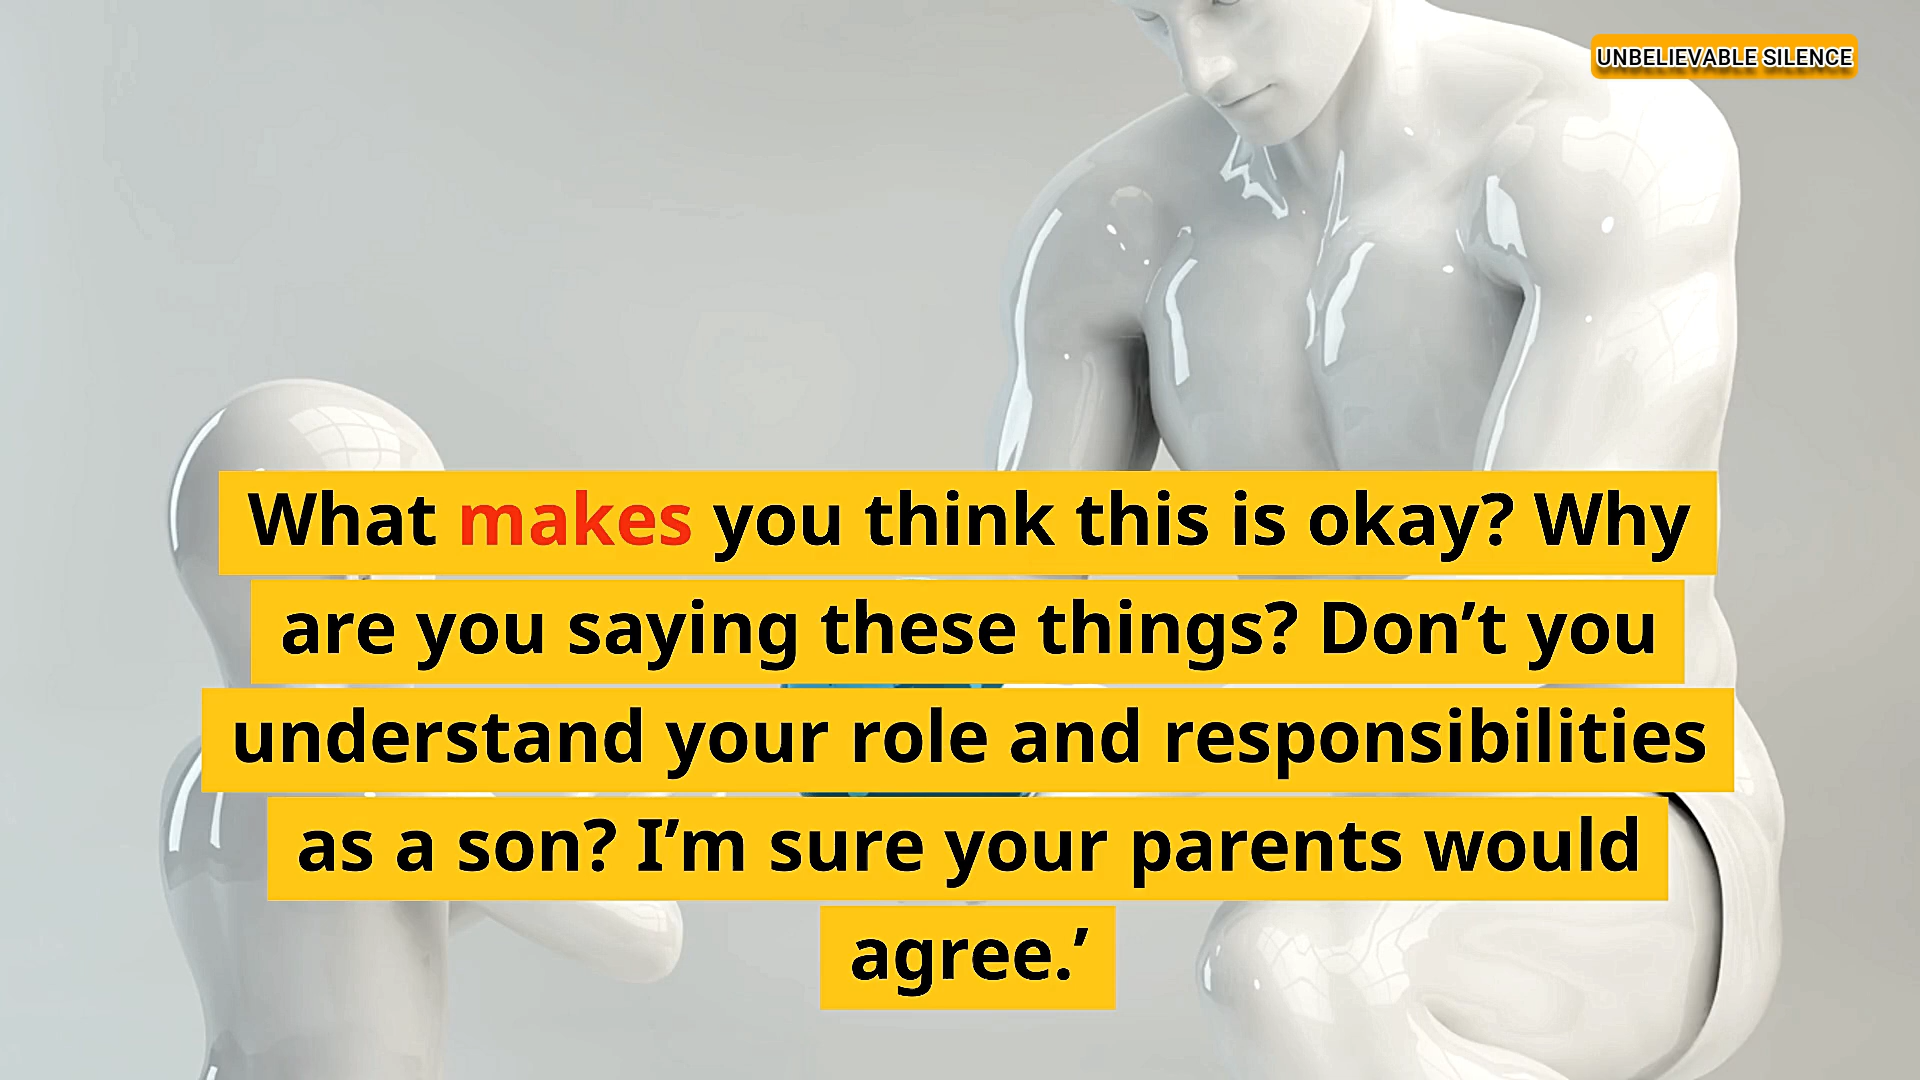 UNBELIEVABLE SILENCE
What makes you think this is okay? Why
are you saying these things? Don’t you
understand your role and responsibilities
as a son? I’m sure your parents would
agree.’